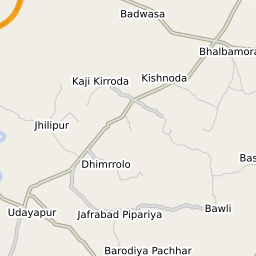 Badwasa
Bhalbamora
Kishnoda
Kaji Kirroda
Jhilipur
Bas
Dhimrrolo
Bawli
Udayapur
Jafrabad Pipariya
Barodiya Pachhar